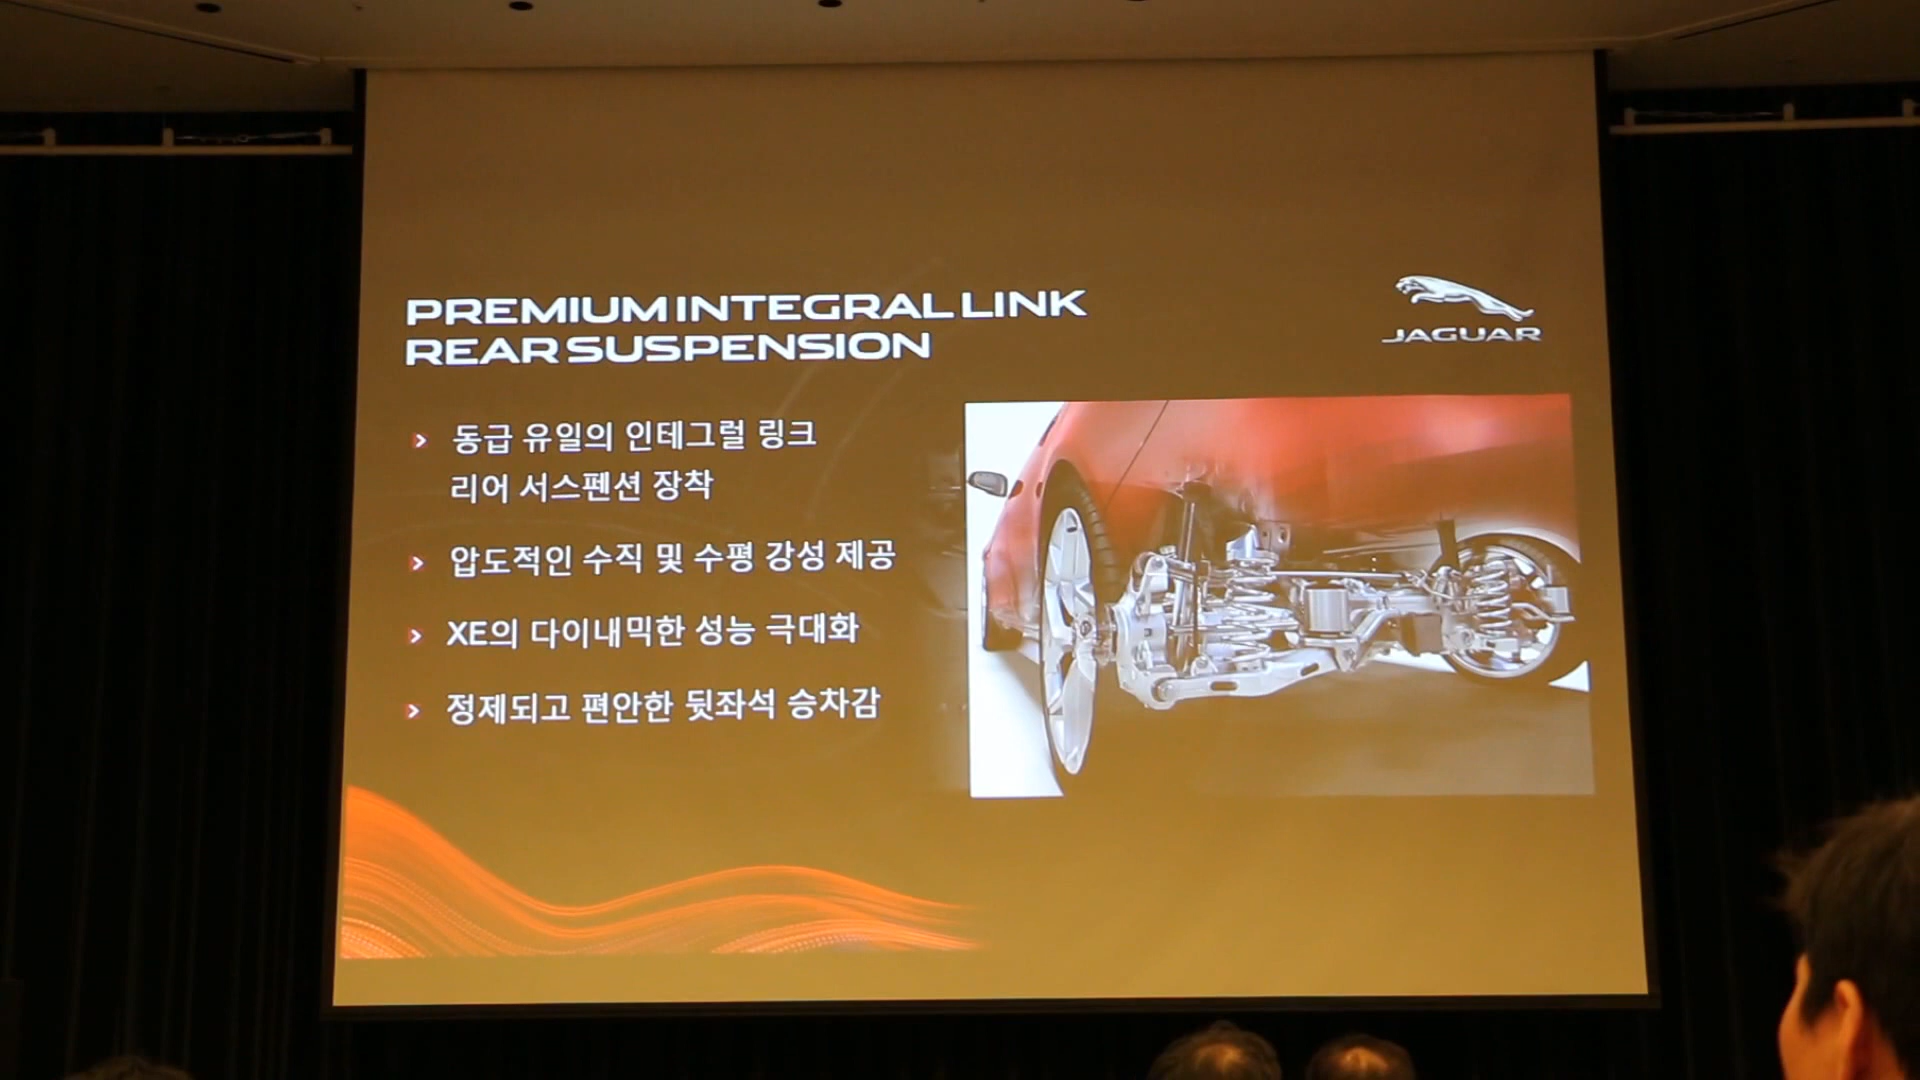 PREMIUM INTEGRAL LINK
REAR SUSPENSION
JAGUAR
동급 유일의 인테그럴 링크
리어 서스펜션 장착
압도적인 수직 및 수평 강성 제공
XE의 다이내믹한 성능 극대화
정제되고 편안한 뒷좌석 승차감